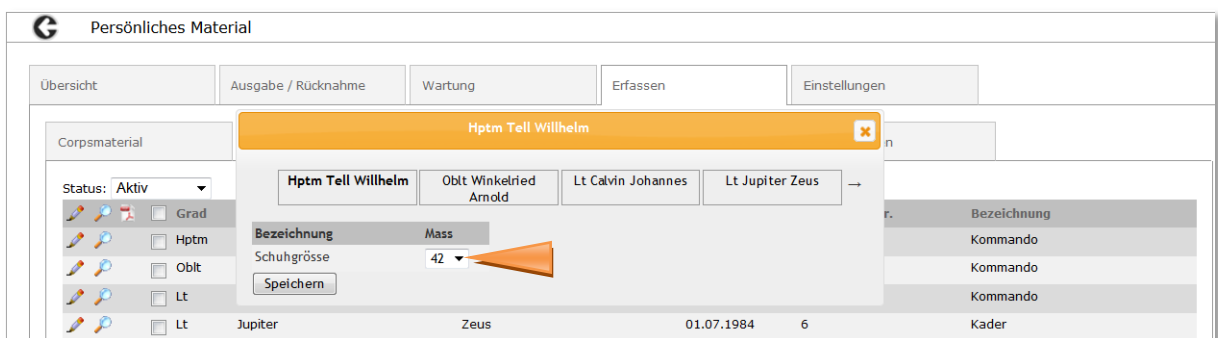 Persönliches Material
Übersicht Ausgabe / Rücknahme Wartung Erfassen Einstellungen
Hptm Tell Willhelm
Corpsmaterial n
Status: Aktiv
Hptm Tell Willhelm Oblt Winkelried Arnold Lt Calvin Johannes Lt Jupiter Zeus →
Grad r. Bezeichnung
Bezeichnung Mass
Hptm Kommando
Schuhgrösse 42
Oblt Kommando
Speichern
Lt Kommando
Lt Jupiter Zeus 01.07.1984 6 Kader